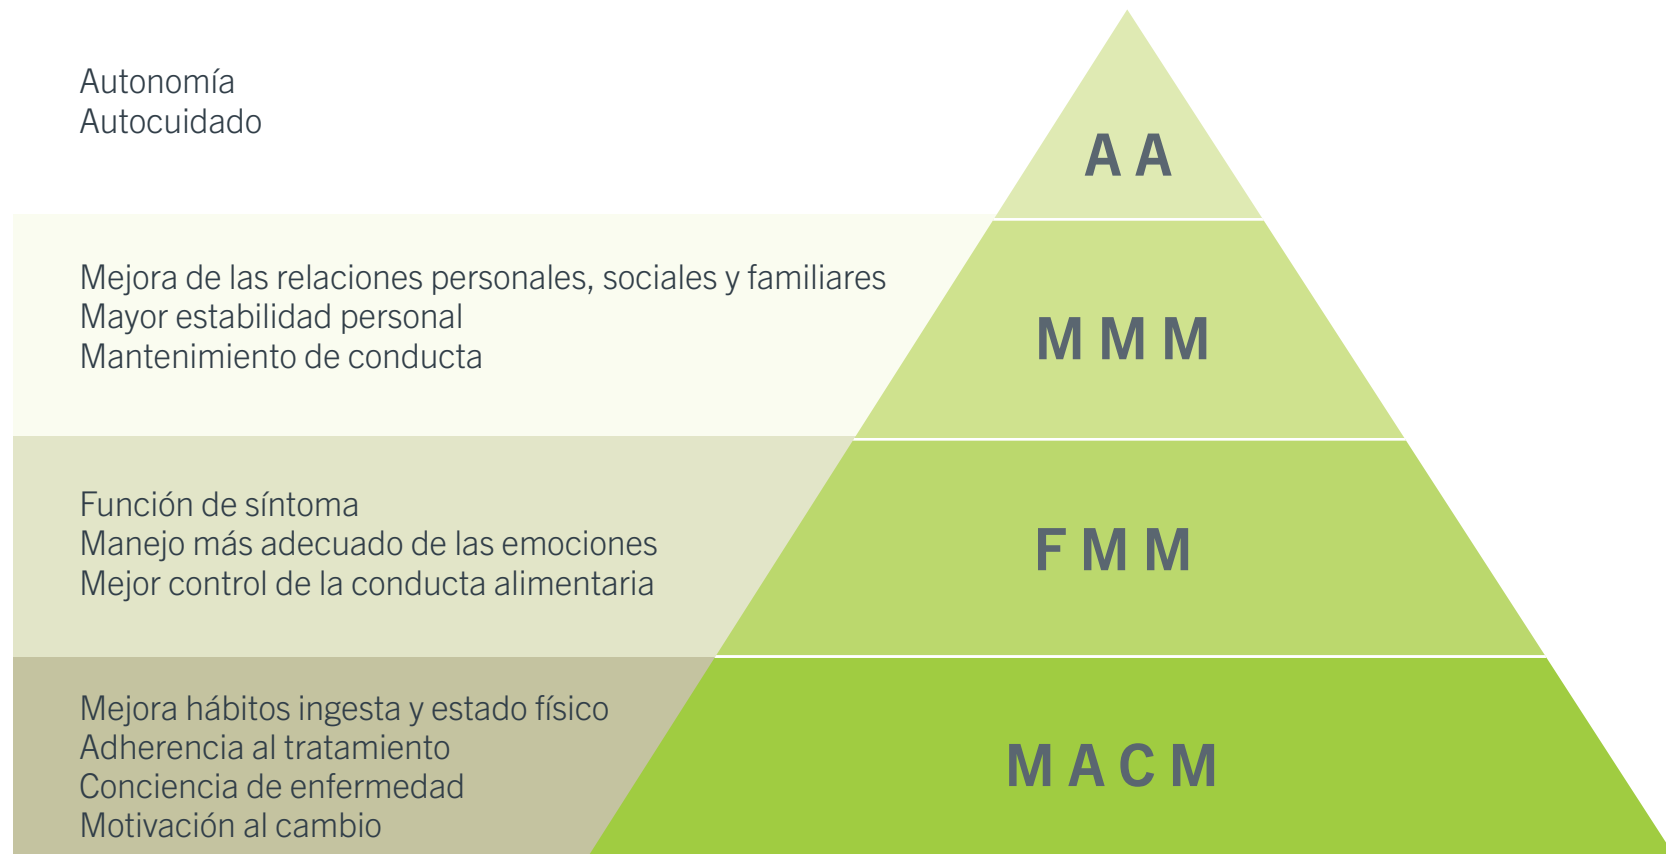 Autonomía
Autocuidado
A A
Mejora de las relaciones personales, sociales y familiares
Mayor estabilidad personal
Mantenimiento de conducta
M M M
Función de síntoma
Manejo más adecuado de las emociones
Mejor control de la conducta alimentaria
F M M
Mejora hábitos ingesta y estado físico
Adherencia al tratamiento
Conciencia de enfermedad
Motivación al cambio
M A C M